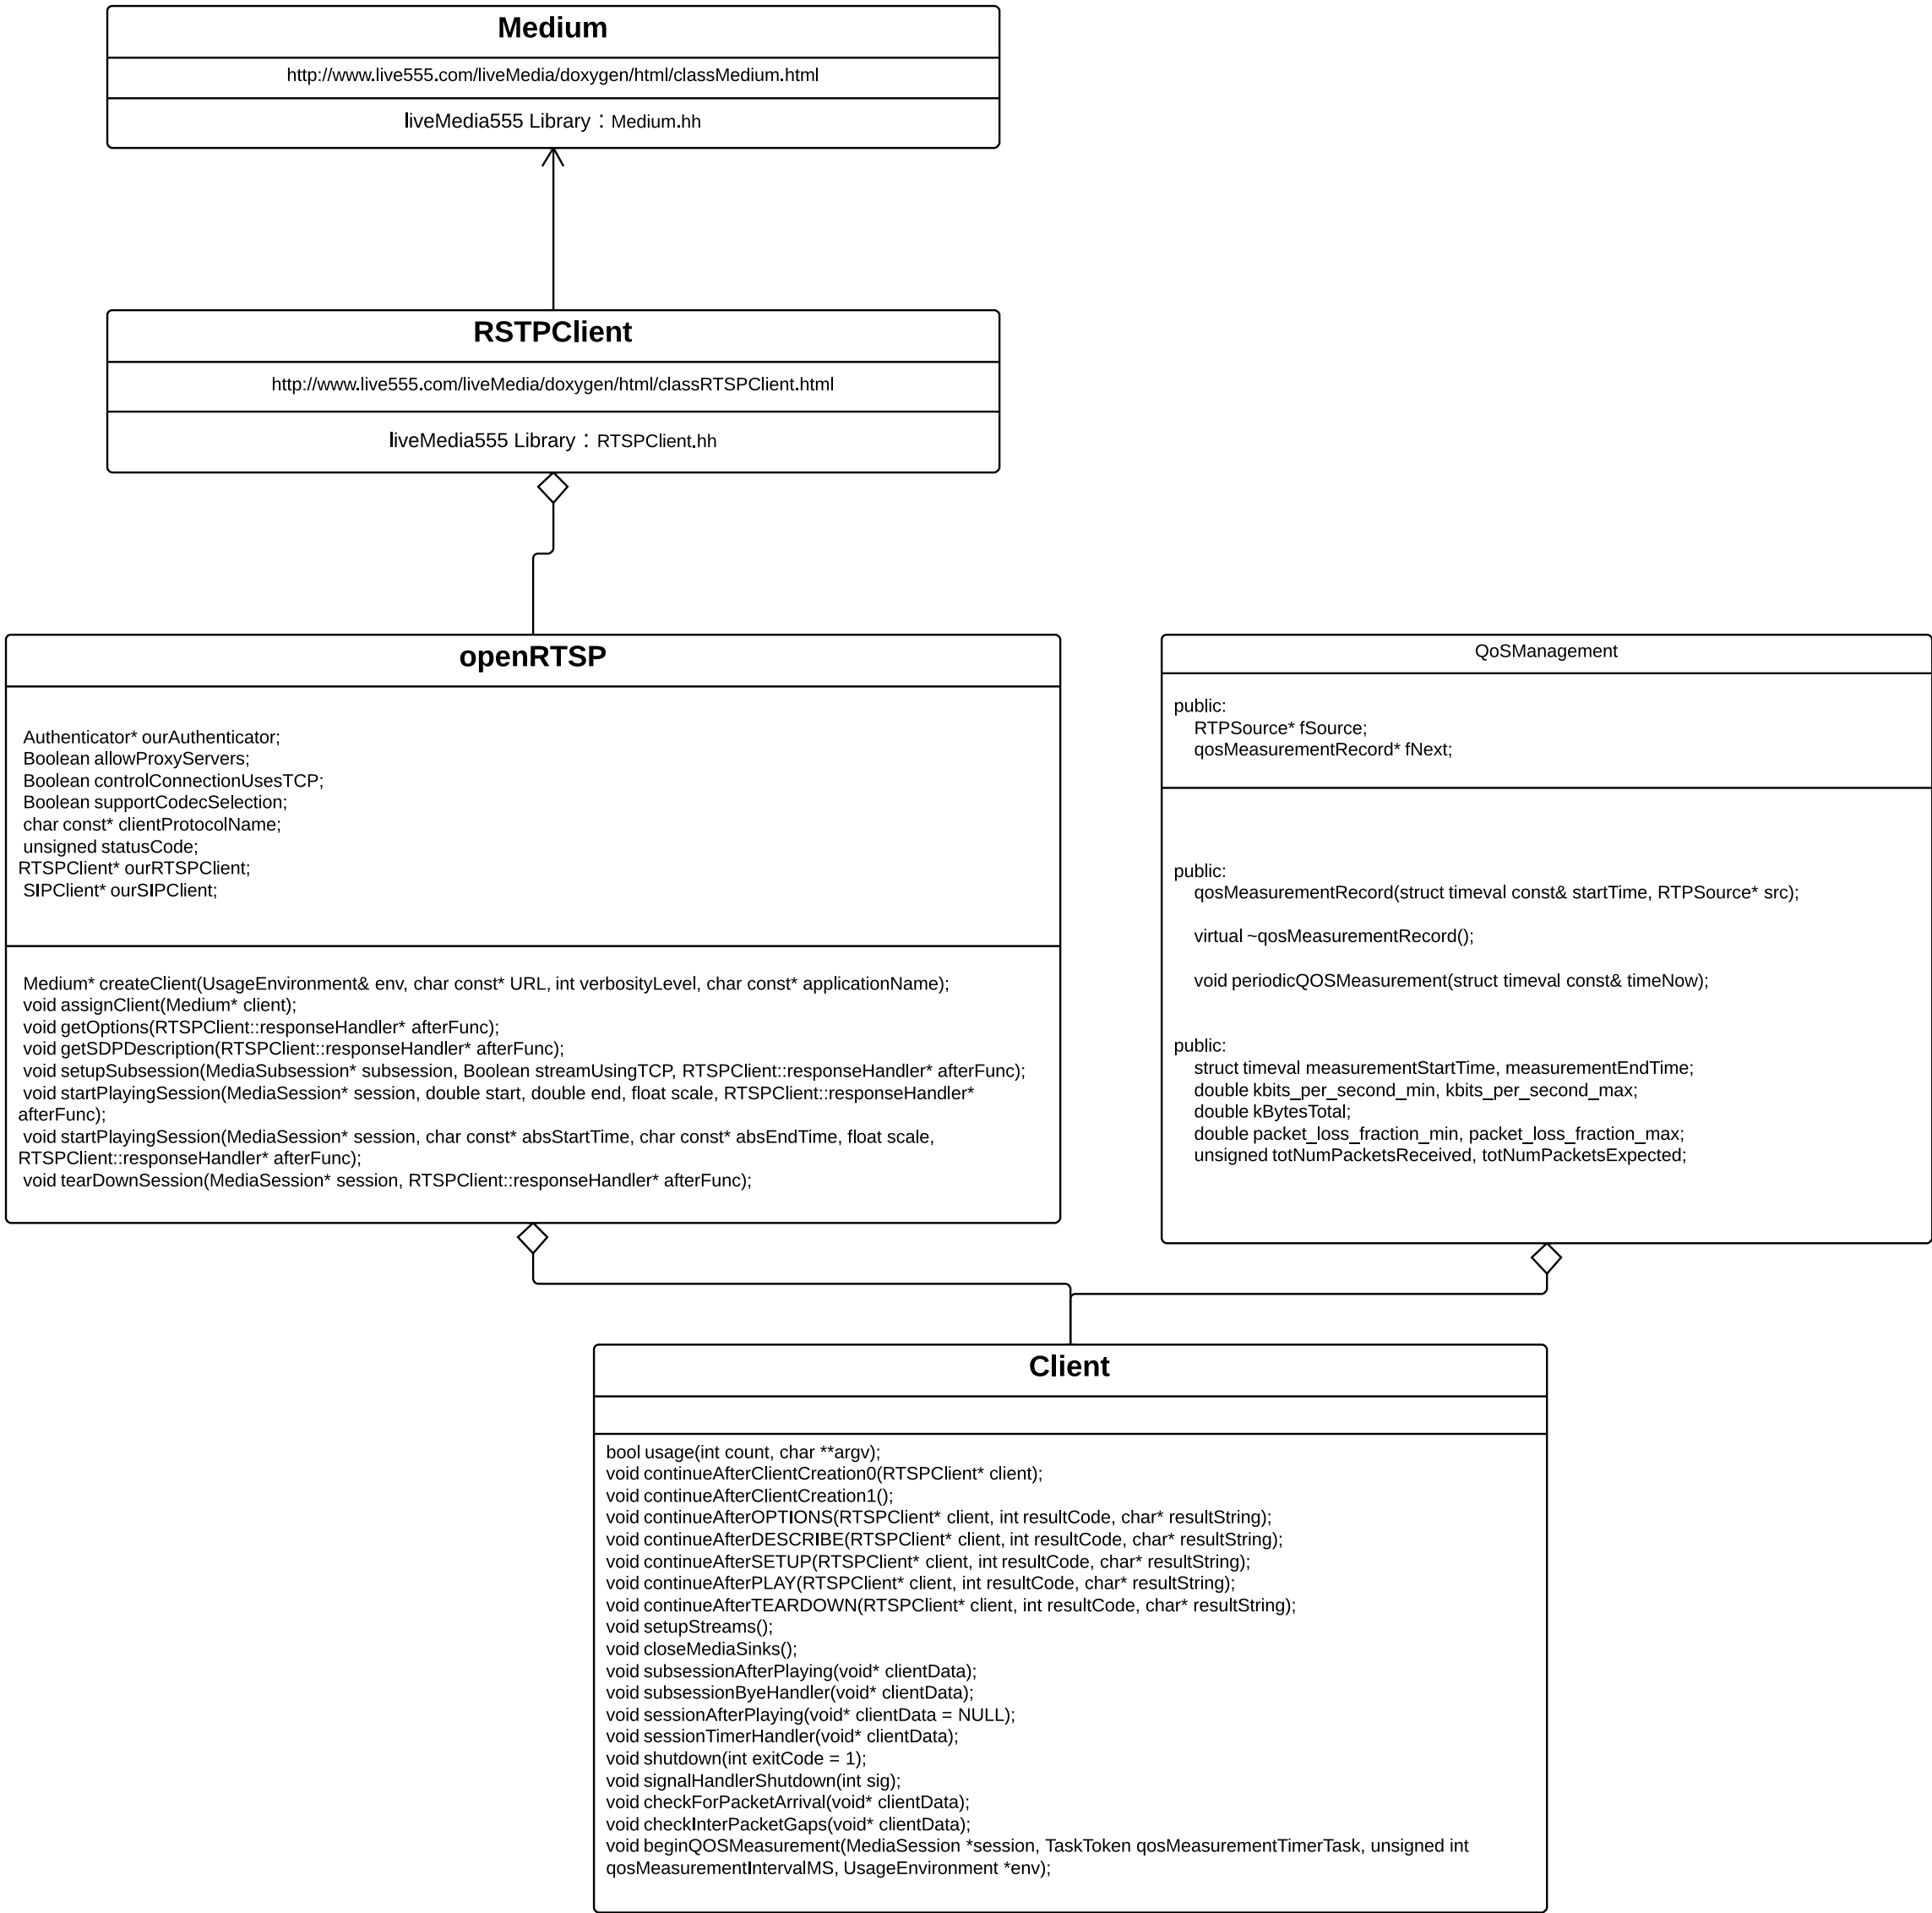 Medium
http://www.live555.com/liveMedia/doxygen/html/classMedium.html
liveMedia555 Library：Medium.hh
RSTPClient
http://www.live555.com/liveMedia/doxygen/html/classRTSPClient.html
liveMedia555 Library：RTSPClient.hh
openRTSP
Authenticator* ourAuthenticator;
Boolean allowProxyServers;
Boolean controlConnectionUsesTCP;
Boolean supportCodecSelection;
char const* clientProtocolName;
unsigned statusCode;
RTSPClient* ourRTSPClient;
SIPClient* ourSIPClient;
Medium* createClient(UsageEnvironment& env, char const* URL, int verbosityLevel, char const* applicationName);
void assignClient(Medium* client);
void getOptions(RTSPClient::responseHandler* afterFunc);
void getSDPDescription(RTSPClient::responseHandler* afterFunc);
void setupSubsession(MediaSubsession* subsession, Boolean streamUsingTCP, RTSPClient::responseHandler* afterFunc);
void startPlayingSession(MediaSession* session, double start, double end, float scale, RTSPClient::responseHandler*
afterFunc);
void startPlayingSession(MediaSession* session, char const* absStartTime, char const* absEndTime, float scale,
RTSPClient::responseHandler* afterFunc);
void tearDownSession(MediaSession* session, RTSPClient::responseHandler* afterFunc);
QoSManagement
public:
RTPSource* fSource;
qosMeasurementRecord* fNext;
public:
qosMeasurementRecord(struct timeval const& startTime, RTPSource* src);
virtual ~qosMeasurementRecord();
void periodicQOSMeasurement(struct timeval const& timeNow);
public:
struct timeval measurementStartTime, measurementEndTime;
double kbits_per_second_min, kbits_per_second_max;
double kBytesTotal;
double packet_loss_fraction_min, packet_loss_fraction_max;
unsigned totNumPacketsReceived, totNumPacketsExpected;
Client
bool usage(int count, char **argv);
void continueAfterClientCreation0(RTSPClient* client);
void continueAfterClientCreation1();
void continueAfterOPTIONS(RTSPClient* client, int resultCode, char* resultString);
void continueAfterDESCRIBE(RTSPClient* client, int resultCode, char* resultString);
void continueAfterSETUP(RTSPClient* client, int resultCode, char* resultString);
void continueAfterPLAY(RTSPClient* client, int resultCode, char* resultString);
void continueAfterTEARDOWN(RTSPClient* client, int resultCode, char* resultString);
void setupStreams();
void closeMediaSinks();
void subsessionAfterPlaying(void* clientData);
void subsessionByeHandler(void* clientData);
void sessionAfterPlaying(void* clientData = NULL);
void sessionTimerHandler(void* clientData);
void shutdown(int exitCode = 1);
void signalHandlerShutdown(int sig);
void checkForPacketArrival(void* clientData);
void checkInterPacketGaps(void* clientData);
void beginQOSMeasurement(MediaSession *session, TaskToken qosMeasurementTimerTask, unsigned int
qosMeasurementIntervalMS, UsageEnvironment *env);